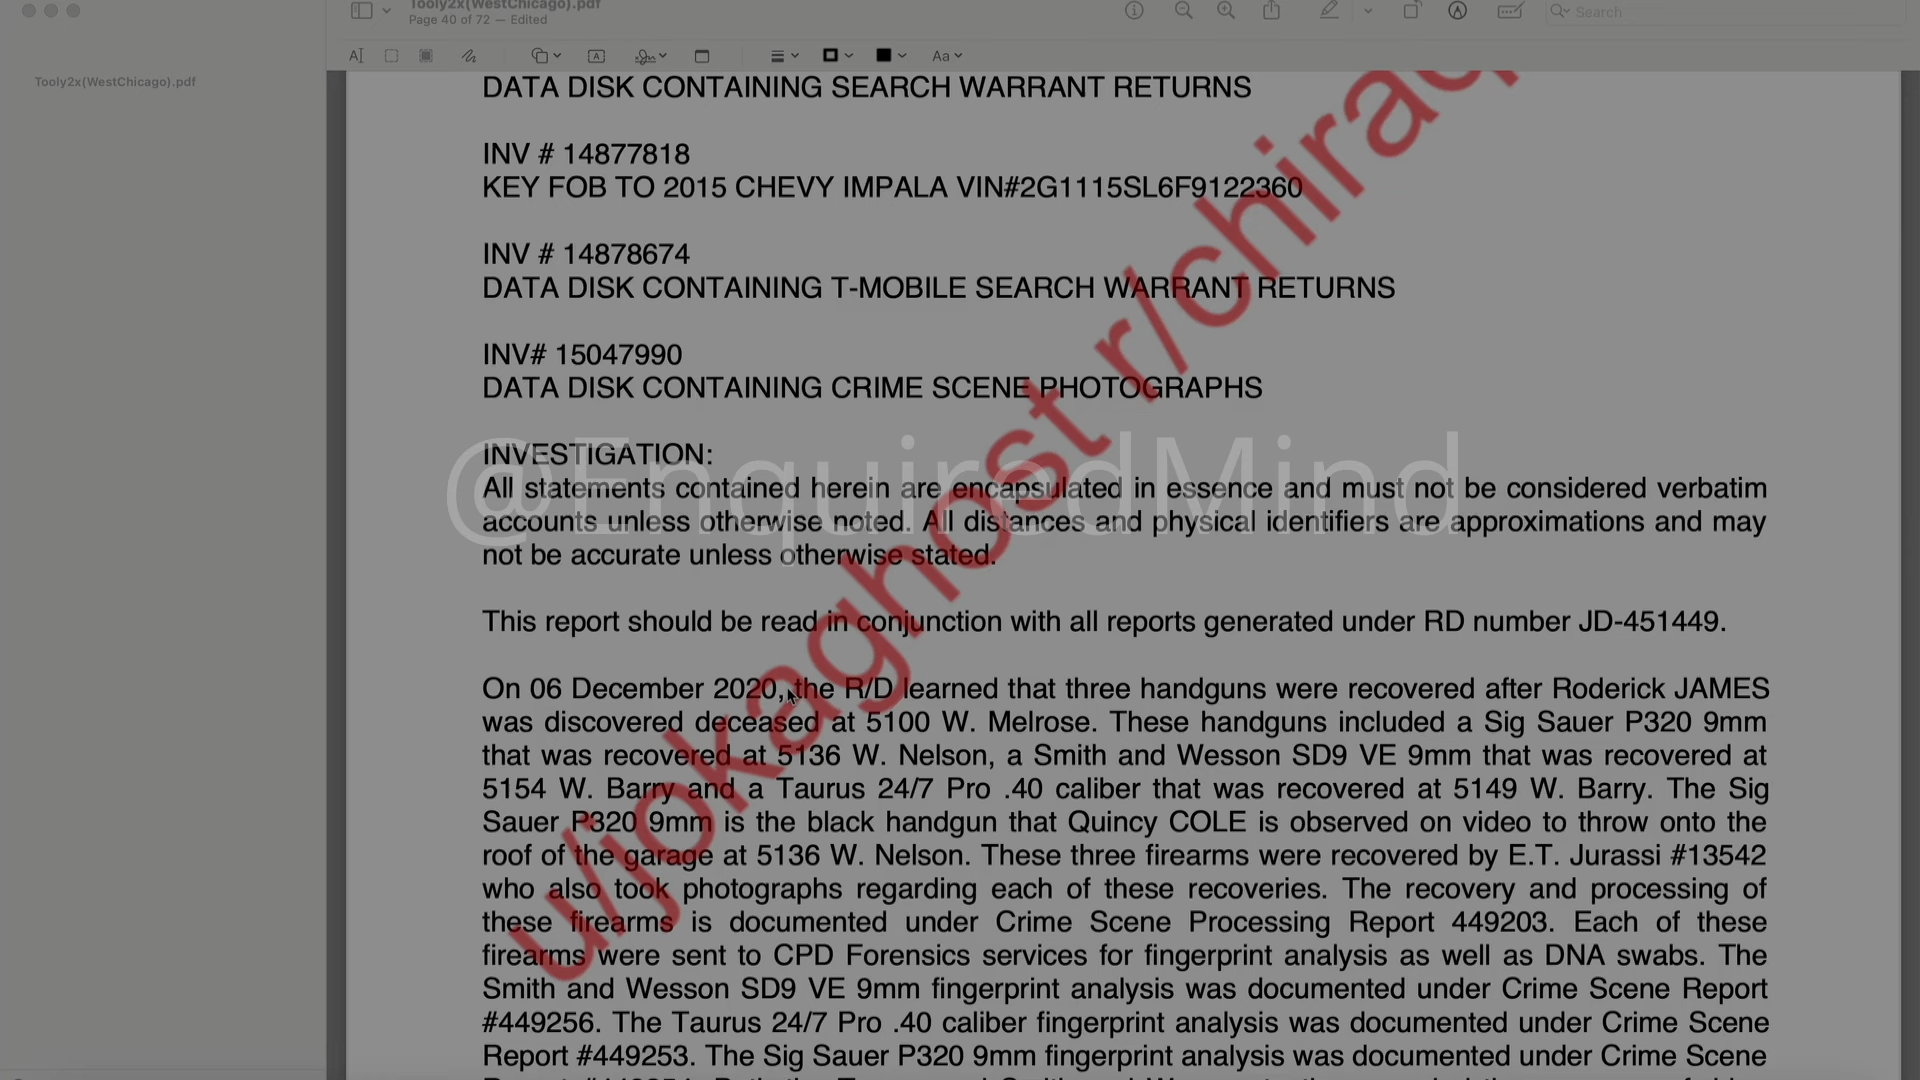 Tooly2x(WestChicago).pdf
Page 40 of 72 — Edited
Search
Aa
Tooly2x(WestChicago).pdf
DATA DISK CONTAINING SEARCH WARRANT RETURNS
INV # 14877818
KEY FOB TO 2015 CHEVY IMPALA VIN#2G1115SL6F9122360
INV # 14878674
DATA DISK CONTAINING T-MOBILE SEARCH WARRANT RETURNS
INV# 15047990
DATA DISK CONTAINING CRIME SCENE PHOTOGRAPHS
INVESTIGATION:
All statements contained herein are encapsulated in essence and must not be considered verbatim
accounts unless otherwise noted. All distances and physical identifiers are approximations and may
not be accurate unless otherwise stated.
This report should be read in conjunction with all reports generated under RD number JD-451449.
On 06 December 2020, the R/D learned that three handguns were recovered after Roderick JAMES
was discovered deceased at 5100 W. Melrose. These handguns included a Sig Sauer P320 9mm
that was recovered at 5136 W. Nelson, a Smith and Wesson SD9 VE 9mm that was recovered at
5154 W. Barry and a Taurus 24/7 Pro .40 caliber that was recovered at 5149 W. Barry. The Sig
Sauer P320 9mm is the black handgun that Quincy COLE is observed on video to throw onto the
roof of the garage at 5136 W. Nelson. These three firearms were recovered by E.T. Jurassi #13542
who also took photographs regarding each of these recoveries. The recovery and processing of
these firearms is documented under Crime Scene Processing Report 449203. Each of these
firearms were sent to CPD Forensics services for fingerprint analysis as well as DNA swabs. The
Smith and Wesson SD9 VE 9mm fingerprint analysis was documented under Crime Scene Report
#449256. The Taurus 24/7 Pro .40 caliber fingerprint analysis was documented under Crime Scene
Report #449253. The Sig Sauer P320 9mm fingerprint analysis was documented under Crime Scene
@EnquiredMind
u/jokaghost r/chiraq